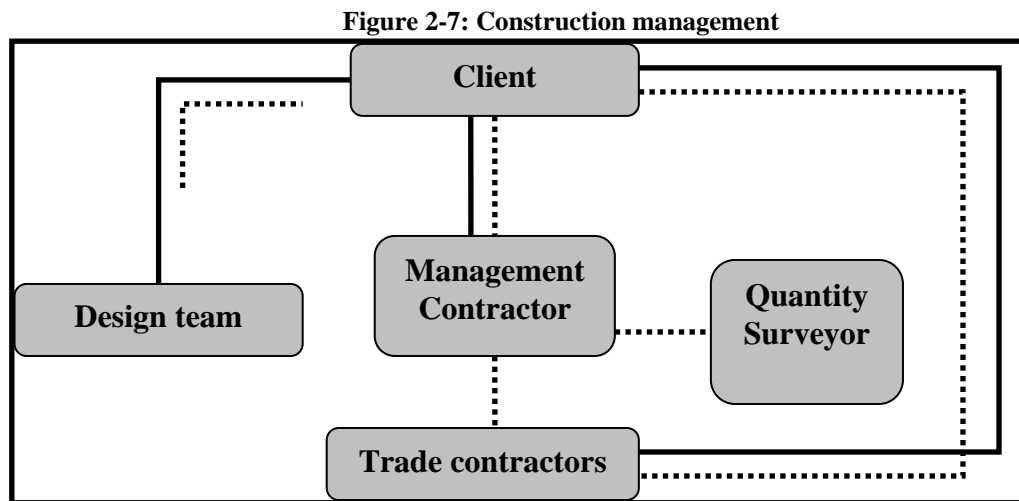 Figure 2-7: Construction management
Client
Management
Contractor
Quantity
Surveyor
Design team
Trade contractors